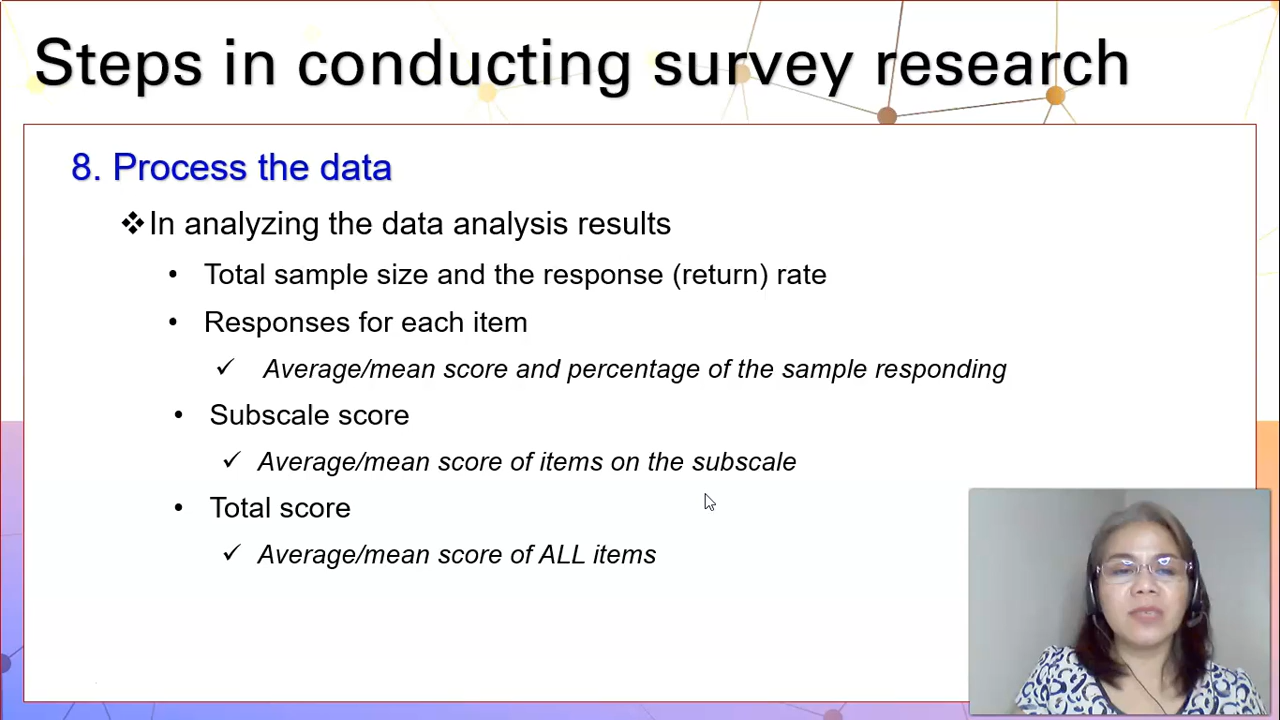 Steps in conducting survey research
8. Process the data
❖In analyzing the data analysis results
• Total sample size and the response (return) rate
• Responses for each item
✓ Average/mean score and percentage of the sample responding
• Subscale score
✓ Average/mean score of items on the subscale
• Total score
✓ Average/mean score of ALL items